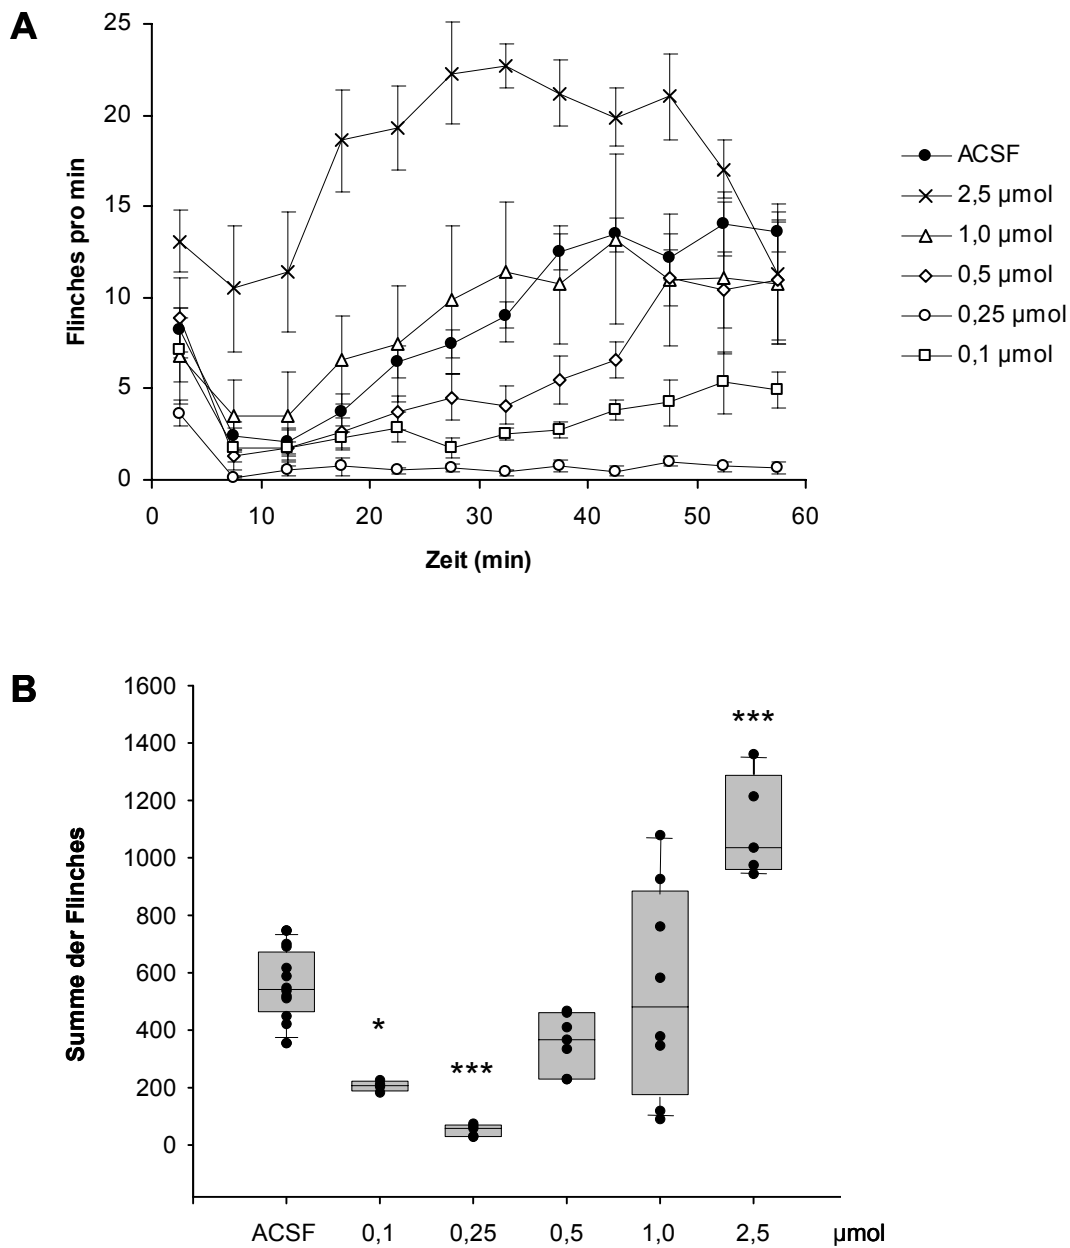 A
25
20
15
10
5
0
Flinches pro min
0 10 20 30 40 50 60
Zeit (min)
ACSF
2,5 µmol
1,0 µmol
0,5 µmol
0,25 µmol
0,1 µmol
B
1600
1400
1200
1000
800
600
400
200
0
Summe der Flinches
*
***
***
ACSF 0,1 0,25 0,5 1,0 2,5 µmol